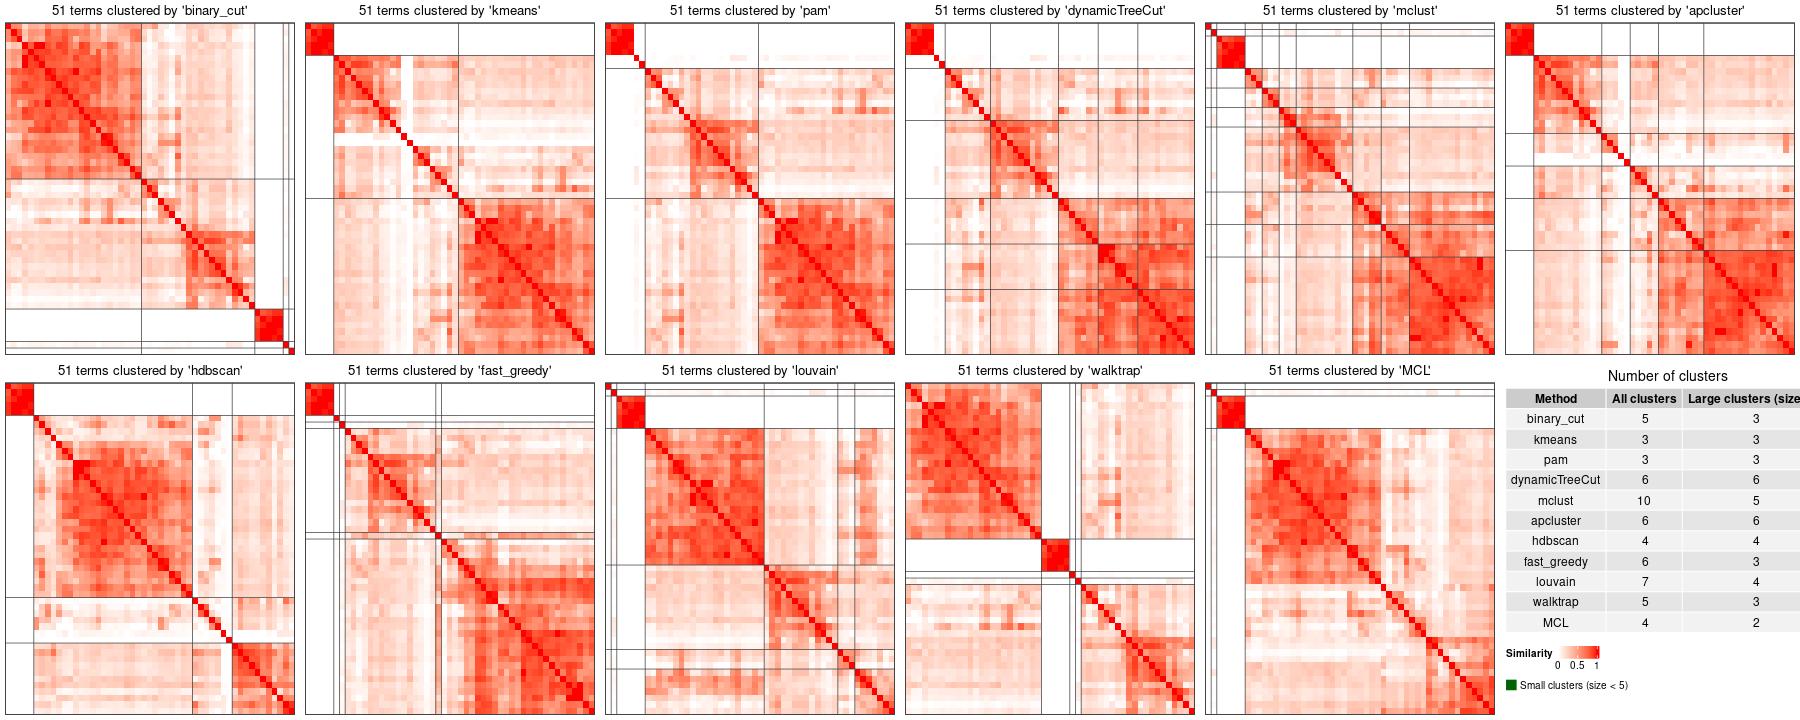 51 terms clustered by 'binary_cut'
51 terms clustered by 'kmeans'
51 terms clustered by 'pam'
51 terms clustered by 'dynamicTreeCut'
51 terms clustered by 'mclust'
51 terms clustered by 'apcluster'
51 terms clustered by 'hdbscan'
51 terms clustered by 'fast_greedy'
51 terms clustered by 'louvain'
51 terms clustered by 'walktrap'
51 terms clustered by 'MCL'
Number of clusters
Method All clusters Large clusters (size
binary_cut 5 3
kmeans 3 3
pam 3 3
dynamicTreeCut 6 6
mclust 10 5
apcluster 6 6
hdbscan 4 4
fast_greedy 6 3
louvain 7 4
walktrap 5 3
MCL 4 2
Similarity
0 0.5 1
Small clusters (size < 5)